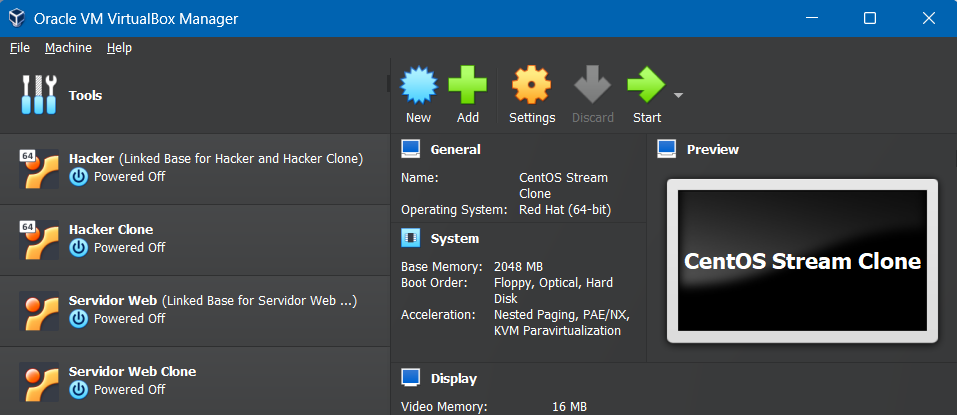 Oracle VM VirtualBox Manager
File Machine Help
Tools
64
Hacker (Linked Base for Hacker and Hacker Clone)
Powered Off
64
Hacker Clone
Powered Off
Servidor Web (Linked Base for Servidor Web ...)
Powered Off
Servidor Web Clone
Powered Off
New Add Settings Discard Start
General
Name: CentOS Stream
Clone
Operating System: Red Hat (64-bit)
System
Base Memory: 2048 MB
Boot Order: Floppy, Optical, Hard
Disk
Acceleration: Nested Paging, PAE/NX,
KVM Paravirtualization
Display
Video Memory: 16 MB
Preview
CentOS Stream Clone